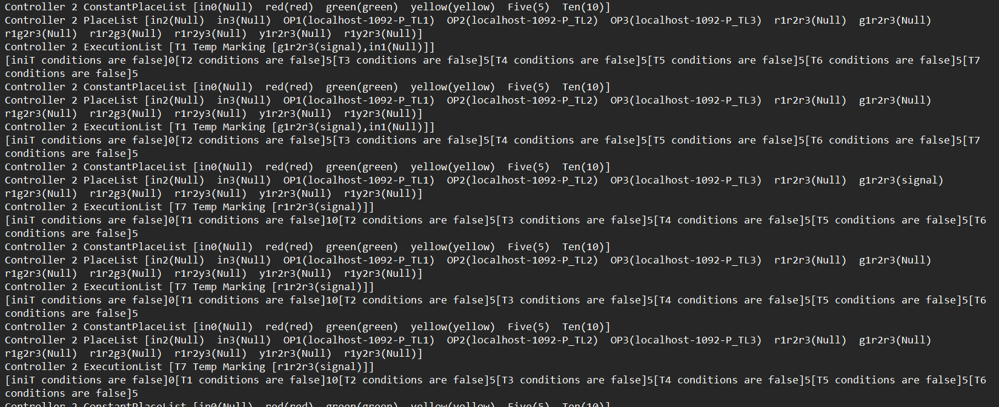 Controller 2 ConstantPlaceList [in0(Null)  red(red)  green(green)  yellow(yellow)  Five(5)  Ten(10)]
Controller 2 PlaceList [in2(Null)  in3(Null)  OP1(localhost-1092-P_TL1)  OP2(localhost-1092-P_TL2)  OP3(localhost-1092-P_TL3)  r1r2r3(Null)  g1r2r3(Null)
r1g2r3(Null)  r1r2g3(Null)  r1r2y3(Null)  y1r2r3(Null)  r1y2r3(Null)]
Controller 2 ExecutionList [T1 Temp Marking [g1r2r3(signal),in1(Null)]]
[iniT conditions are false]0[T2 conditions are false]5[T3 conditions are false]5[T4 conditions are false]5[T5 conditions are false]5[T6 conditions are false]5[T7
conditions are false]5
Controller 2 ConstantPlaceList [in0(Null)  red(red)  green(green)  yellow(yellow)  Five(5)  Ten(10)]
Controller 2 PlaceList [in2(Null)  in3(Null)  OP1(localhost-1092-P_TL1)  OP2(localhost-1092-P_TL2)  OP3(localhost-1092-P_TL3)  r1r2r3(Null)  g1r2r3(Null)
r1g2r3(Null)  r1r2g3(Null)  r1r2y3(Null)  y1r2r3(Null)  r1y2r3(Null)]
Controller 2 ExecutionList [T1 Temp Marking [g1r2r3(signal),in1(Null)]]
[iniT conditions are false]0[T2 conditions are false]5[T3 conditions are false]5[T4 conditions are false]5[T5 conditions are false]5[T6 conditions are false]5[T7
conditions are false]5
Controller 2 ConstantPlaceList [in0(Null)  red(red)  green(green)  yellow(yellow)  Five(5)  Ten(10)]
Controller 2 PlaceList [in2(Null)  in3(Null)  OP1(localhost-1092-P_TL1)  OP2(localhost-1092-P_TL2)  OP3(localhost-1092-P_TL3)  r1r2r3(Null)  g1r2r3(signal)
r1g2r3(Null)  r1r2g3(Null)  r1r2y3(Null)  y1r2r3(Null)  r1y2r3(Null)]
Controller 2 ExecutionList [T7 Temp Marking [r1r2r3(signal)]]
[iniT conditions are false]0[T1 conditions are false]10[T2 conditions are false]5[T3 conditions are false]5[T4 conditions are false]5[T5 conditions are false]5[T6
conditions are false]5
Controller 2 ConstantPlaceList [in0(Null)  red(red)  green(green)  yellow(yellow)  Five(5)  Ten(10)]
Controller 2 PlaceList [in2(Null)  in3(Null)  OP1(localhost-1092-P_TL1)  OP2(localhost-1092-P_TL2)  OP3(localhost-1092-P_TL3)  r1r2r3(Null)  g1r2r3(Null)
r1g2r3(Null)  r1r2g3(Null)  r1r2y3(Null)  y1r2r3(Null)  r1y2r3(Null)]
Controller 2 ExecutionList [T7 Temp Marking [r1r2r3(signal)]]
[iniT conditions are false]0[T1 conditions are false]10[T2 conditions are false]5[T3 conditions are false]5[T4 conditions are false]5[T5 conditions are false]5[T6
conditions are false]5
Controller 2 ConstantPlaceList [in0(Null)  red(red)  green(green)  yellow(yellow)  Five(5)  Ten(10)]
Controller 2 PlaceList [in2(Null)  in3(Null)  OP1(localhost-1092-P_TL1)  OP2(localhost-1092-P_TL2)  OP3(localhost-1092-P_TL3)  r1r2r3(Null)  g1r2r3(Null)
r1g2r3(Null)  r1r2g3(Null)  r1r2y3(Null)  y1r2r3(Null)  r1y2r3(Null)]
Controller 2 ExecutionList [T7 Temp Marking [r1r2r3(signal)]]
[iniT conditions are false]0[T1 conditions are false]10[T2 conditions are false]5[T3 conditions are false]5[T4 conditions are false]5[T5 conditions are false]5[T6
conditions are false]5
Controller 2 ConstantPlaceList [in0(Null)  red(red)  green(green)  yellow(yellow)  Five(5)  Ten(10)]